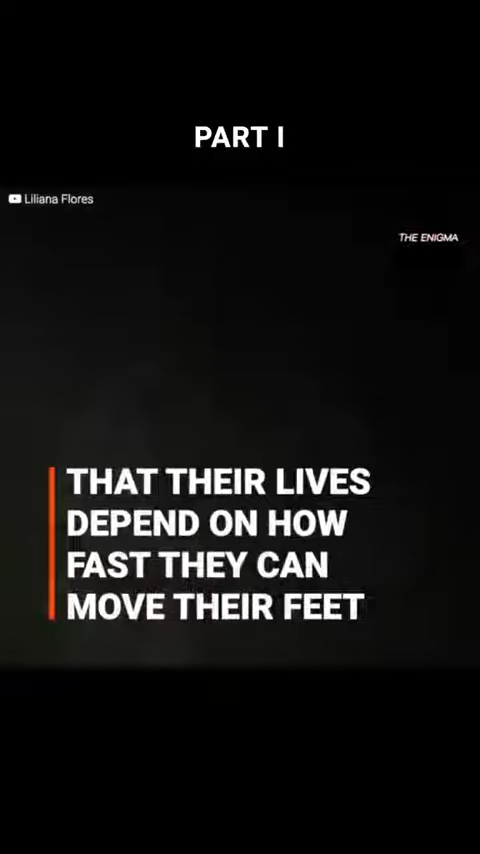 PART I
Liliana Flores
THE ENIGMA
THAT THEIR LIVES
DEPEND ON HOW
FAST THEY CAN
MOVE THEIR FEET